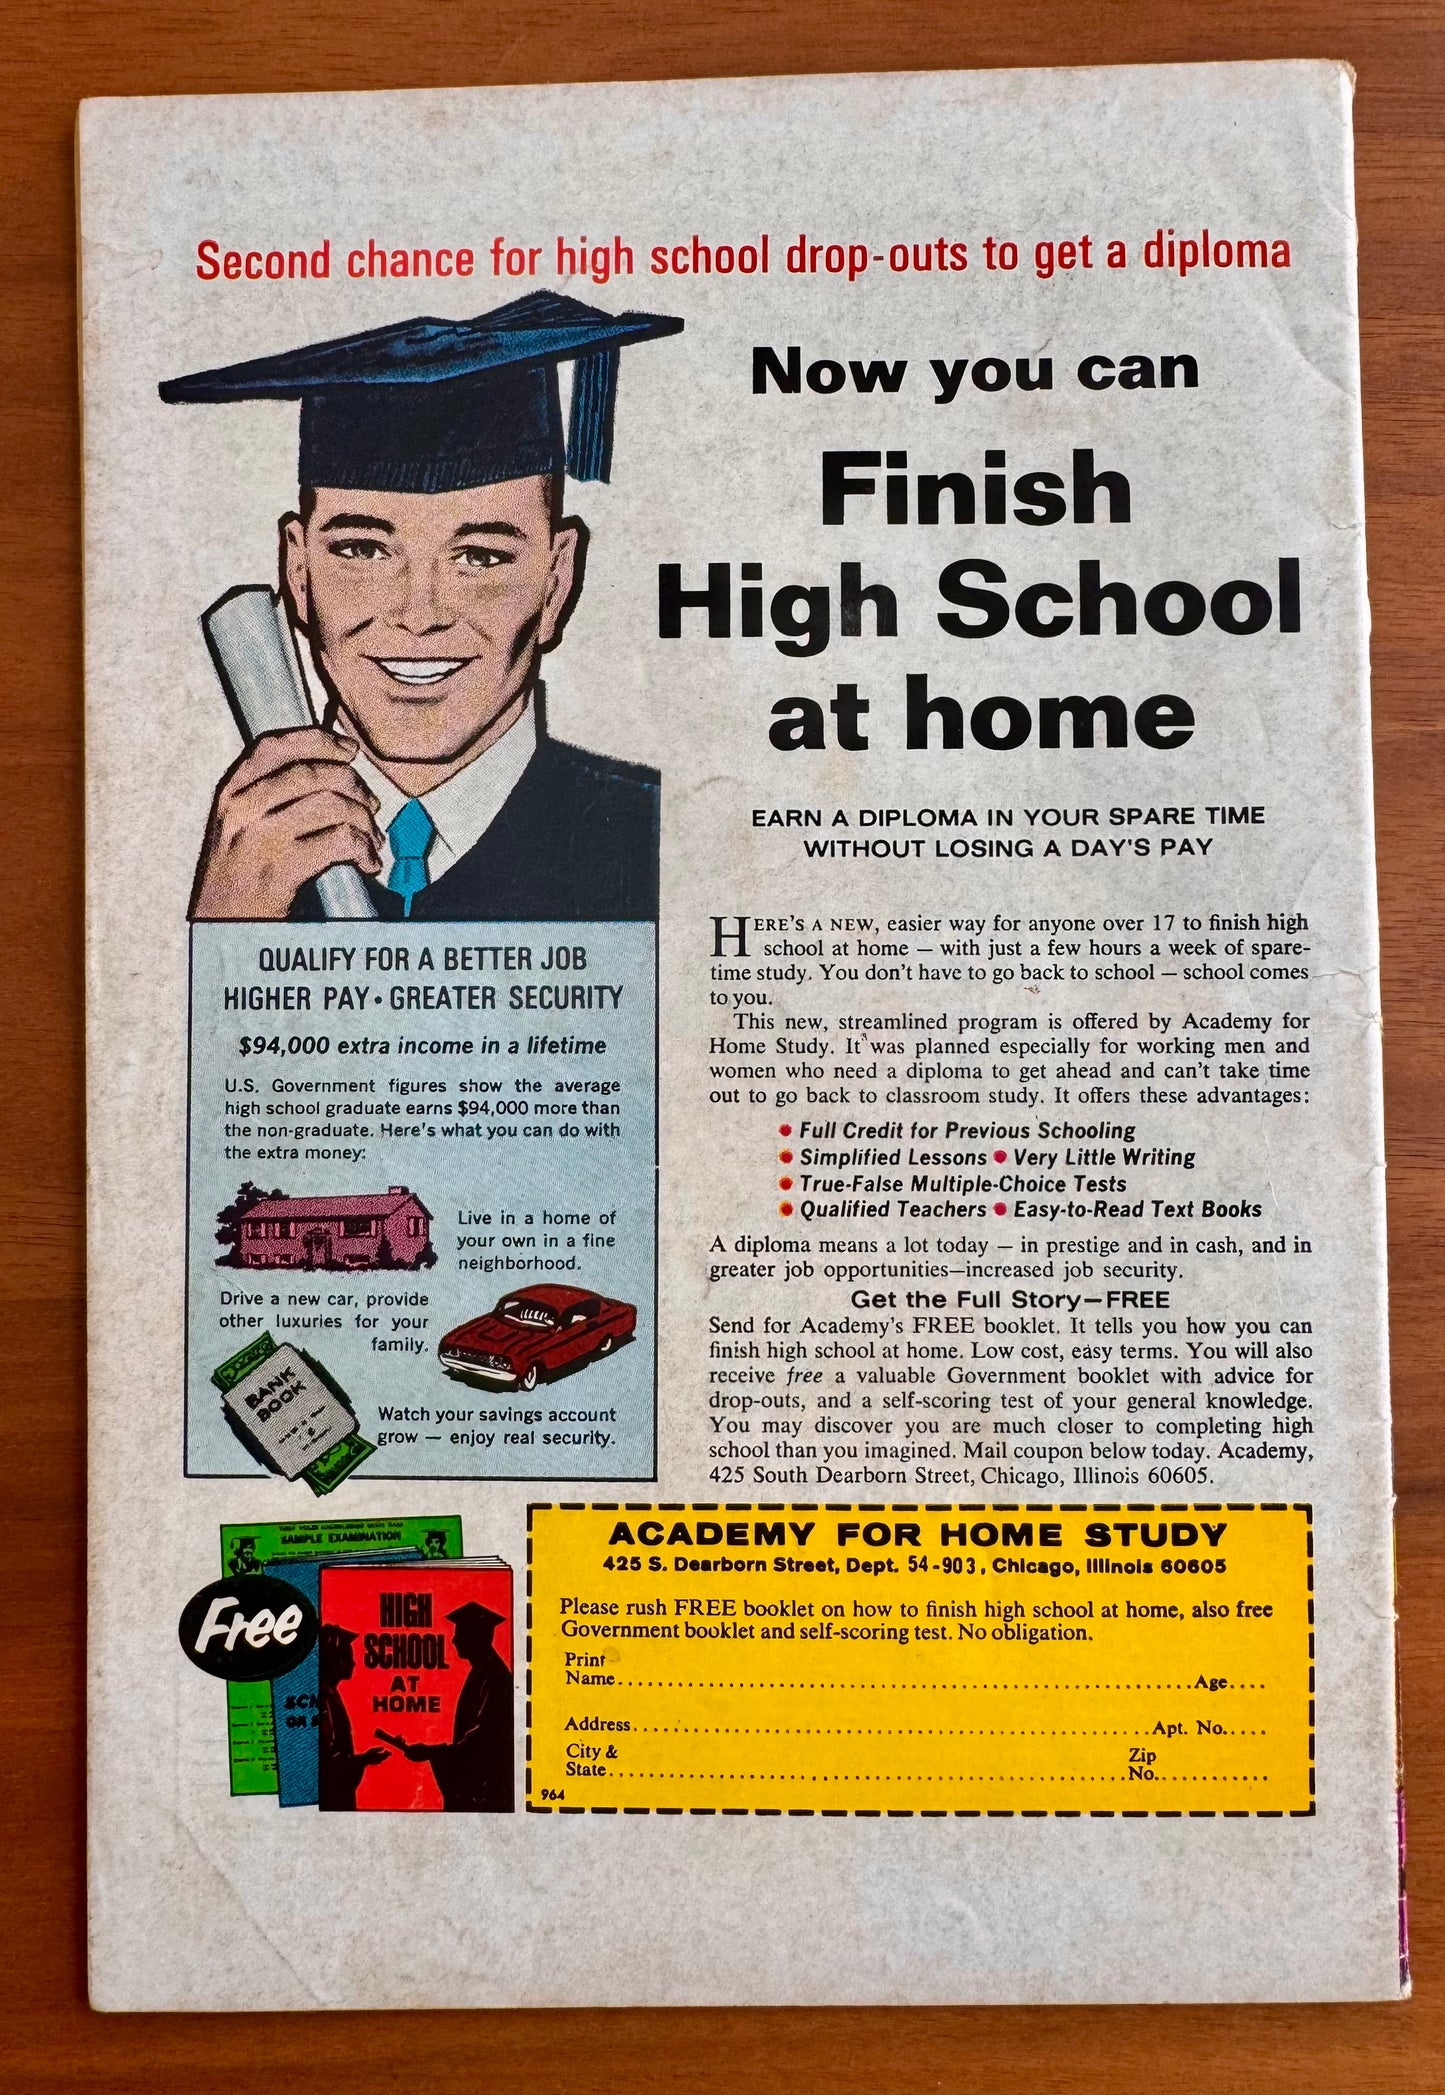 Second chance for high school drop-outs to get a diploma
Now you can
Finish
High School
at home
EARN A DIPLOMA IN YOUR SPARE TIME
WITHOUT LOSING A DAY'S PAY
HERE'S A NEW, easier way for anyone over 17 to finish high
school at home — with just a few hours a week of spare-
time study. You don't have to go back to school — school comes
to you.
This new, streamlined program is offered by Academy for
Home Study. It was planned especially for working men and
women who need a diploma to get ahead and can't take time
out to go back to classroom study. It offers these advantages:
• Full Credit for Previous Schooling
• Simplified Lessons • Very Little Writing
• True-False Multiple-Choice Tests
• Qualified Teachers • Easy-to-Read Text Books
A diploma means a lot today — in prestige and in cash, and in
greater job opportunities—increased job security.
Get the Full Story—FREE
Send for Academy's FREE booklet. It tells you how you can
finish high school at home. Low cost, easy terms. You will also
receive free a valuable Government booklet with advice for
drop-outs, and a self-scoring test of your general knowledge.
You may discover you are much closer to completing high
school than you imagined. Mail coupon below today. Academy,
425 South Dearborn Street, Chicago, Illinois 60605.
QUALIFY FOR A BETTER JOB
HIGHER PAY • GREATER SECURITY
$94,000 extra income in a lifetime
U.S. Government figures show the average
high school graduate earns $94,000 more than
the non-graduate. Here's what you can do with
the extra money:
Live in a home of
your own in a fine
neighborhood.
Drive a new car, provide
other luxuries for your
family.
BANK
BOOK
Watch your savings account
grow — enjoy real security.
SAMPLE EXAMINATION
Free
HIGH
SCHOOL
AT
HOME
ACADEMY FOR HOME STUDY
425 S. Dearborn Street, Dept. 54-903, Chicago, Illinois 60605
Please rush FREE booklet on how to finish high school at home, also free
Government booklet and self-scoring test. No obligation.
Print
Name..........Age....
Address..........Apt. No.....
City & Zip
State..........No............
964